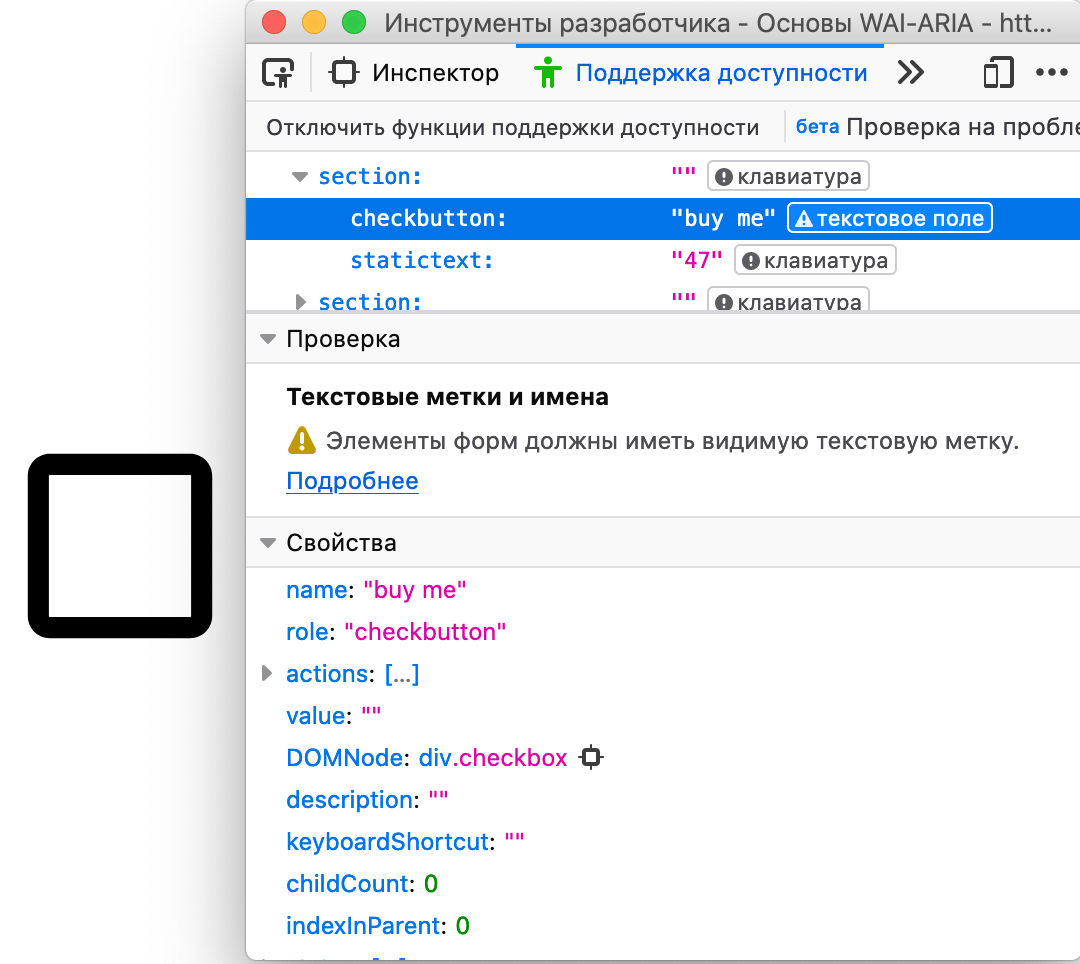 Инструменты разработчика - Основы WAI-ARIA - htt...
Инспектор Поддержка доступности
Отключить функции поддержки доступности бета Проверка на пробле
section: "" клавиатура
checkbutton: "buy me" текстовое поле
statictext: "47" клавиатура
section: "" клавиатура
Проверка
Текстовые метки и имена
Элементы форм должны иметь видимую текстовую метку.
Подробнее
Свойства
name: "buy me"
role: "checkbutton"
actions: [...]
value: ""
DOMNode: div.checkbox
description: ""
keyboardShortcut: ""
childCount: 0
indexInParent: 0